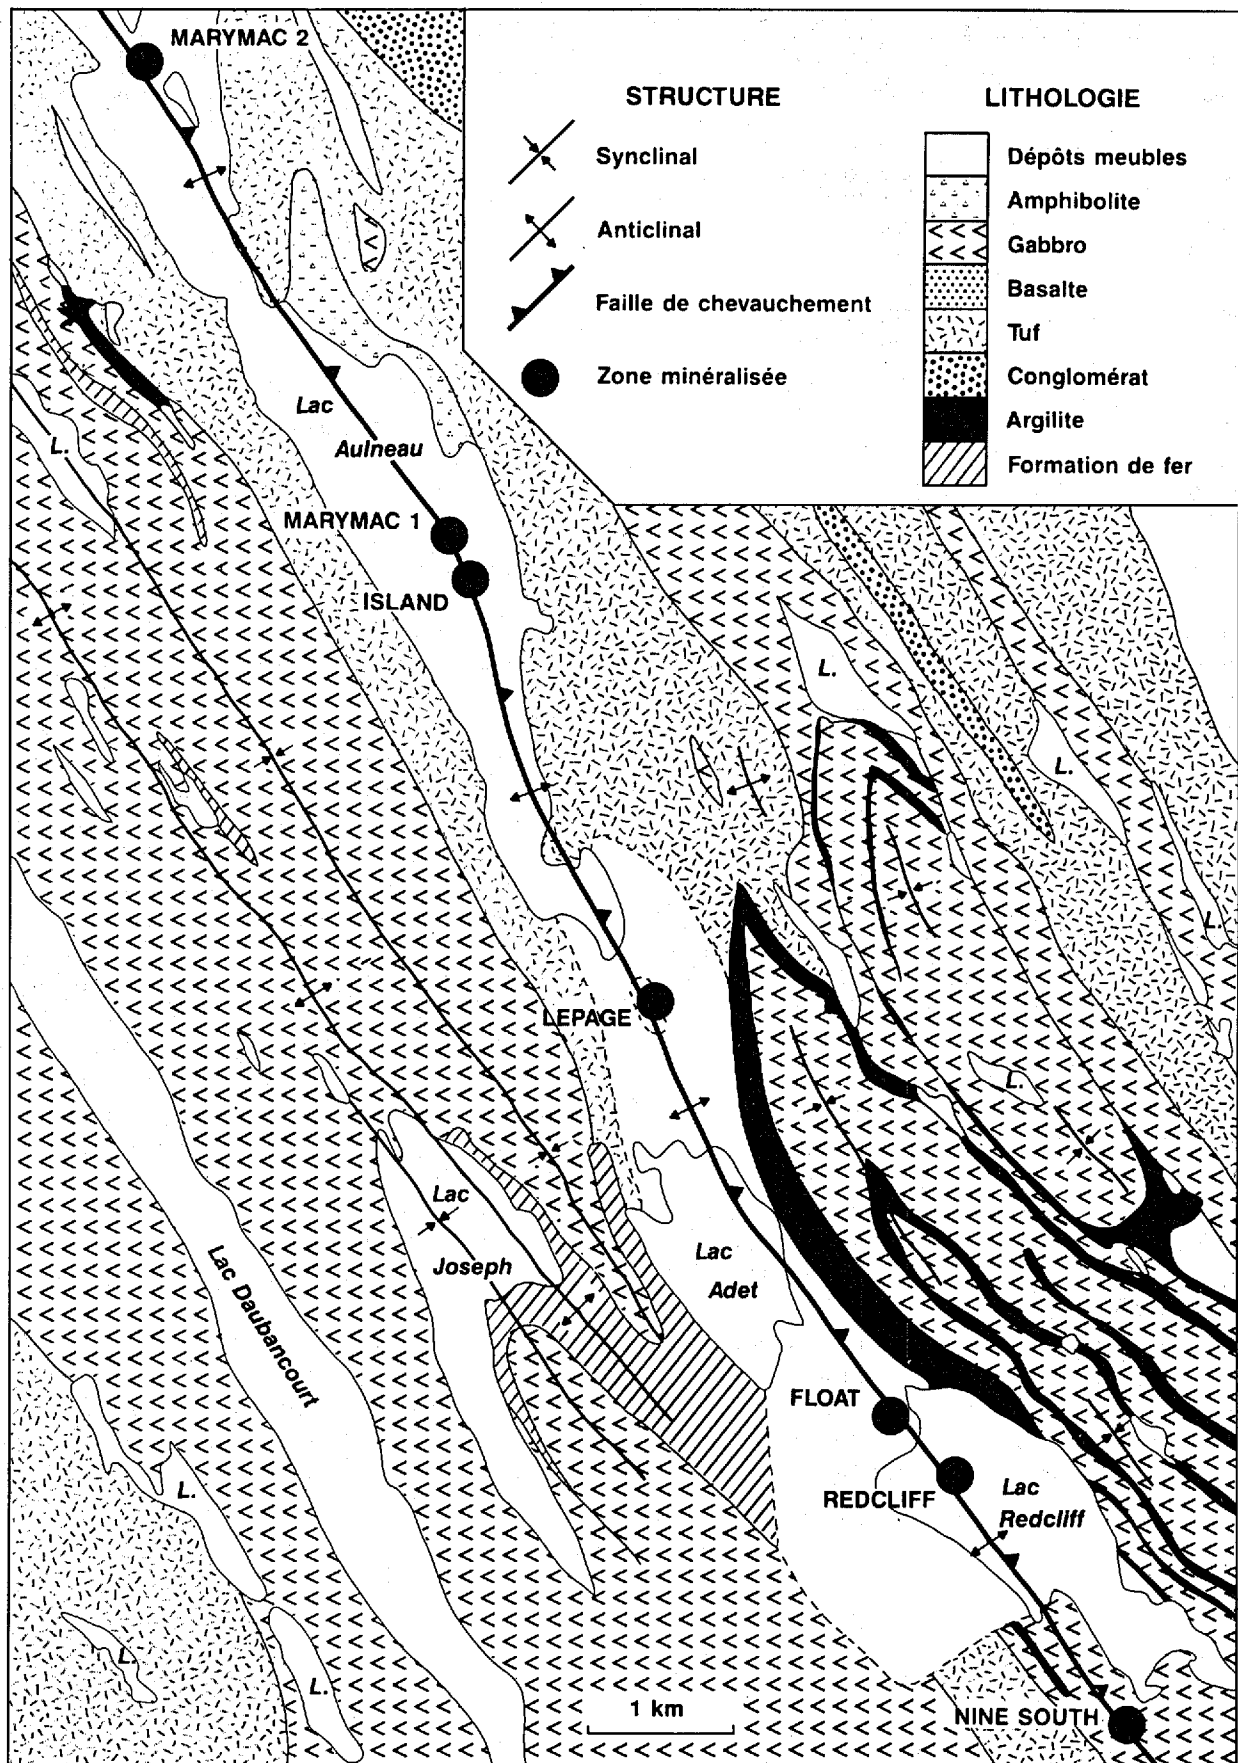 MARYMAC 2
STRUCTURE
Synclinal
Anticlinal
Faille de chevauchement
Zone minéralisée
LITHOLOGIE
Dépôts meubles
Amphibolite
Gabbro
Basalte
Tuf
Conglomérat
Argilite
Formation de fer
Lac
Aulneau
L.
MARYMAC 1
ISLAND
L.
L.
L.
LEPAGE
L.
Lac
Joseph
Lac
Adet
Lac Daubancourt
FLOAT
REDCLIFF
Lac
Redcliff
L.
L.
L.
1 km
NINE SOUTH